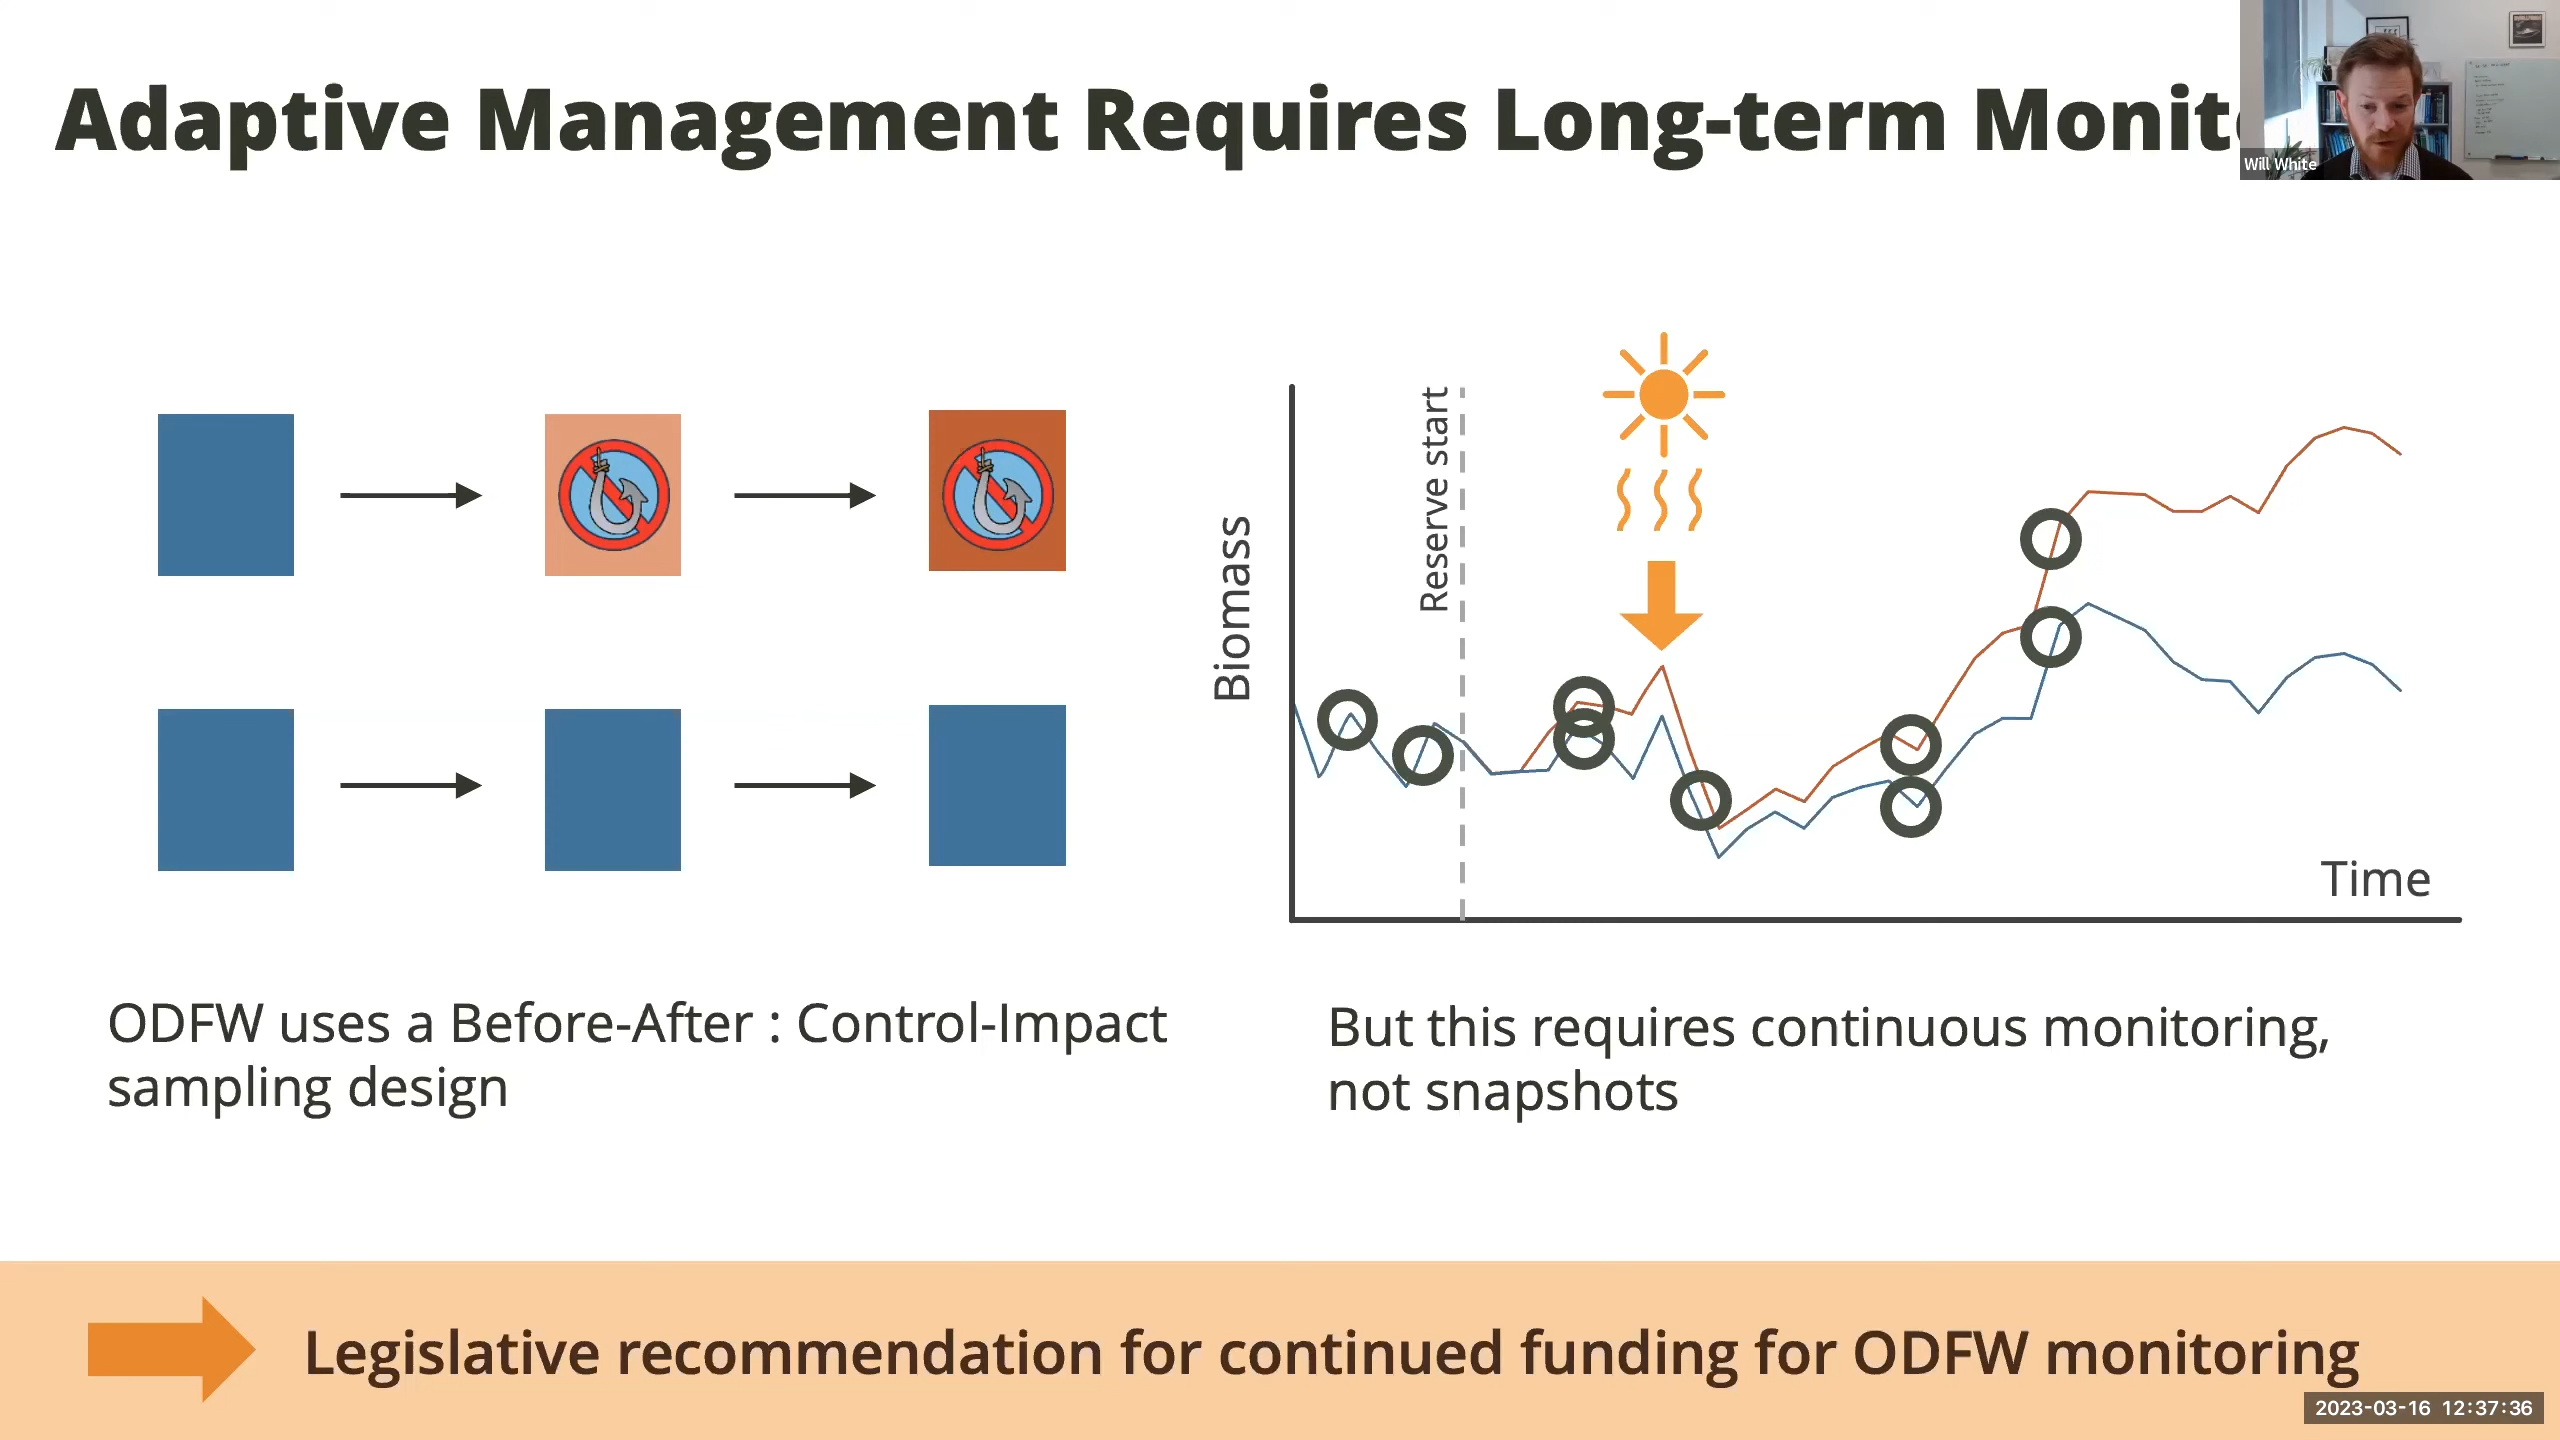 Adaptive Management Requires Long-term Monit
Will White
Reserve start
Biomass
Time
ODFW uses a Before-After : Control-Impact
sampling design
But this requires continuous monitoring,
not snapshots
Legislative recommendation for continued funding for ODFW monitoring
2023-03-16 12:37:36